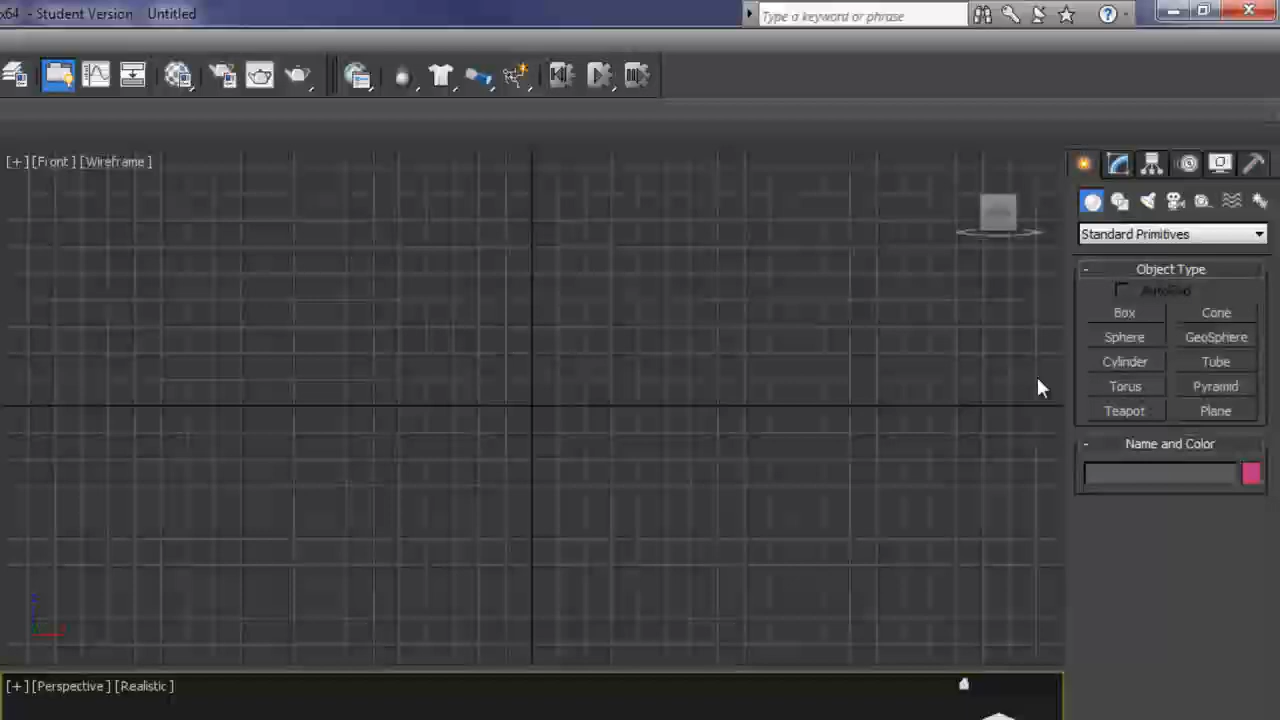 x64 - Student Version Untitled
Type a keyword or phrase
[+] [Front ] [Wireframe ]
Standard Primitives
- Object Type
AutoGrid
Box Cone
Sphere GeoSphere
Cylinder Tube
Torus Pyramid
Teapot Plane
- Name and Color
[+] [Perspective ] [Realistic ]